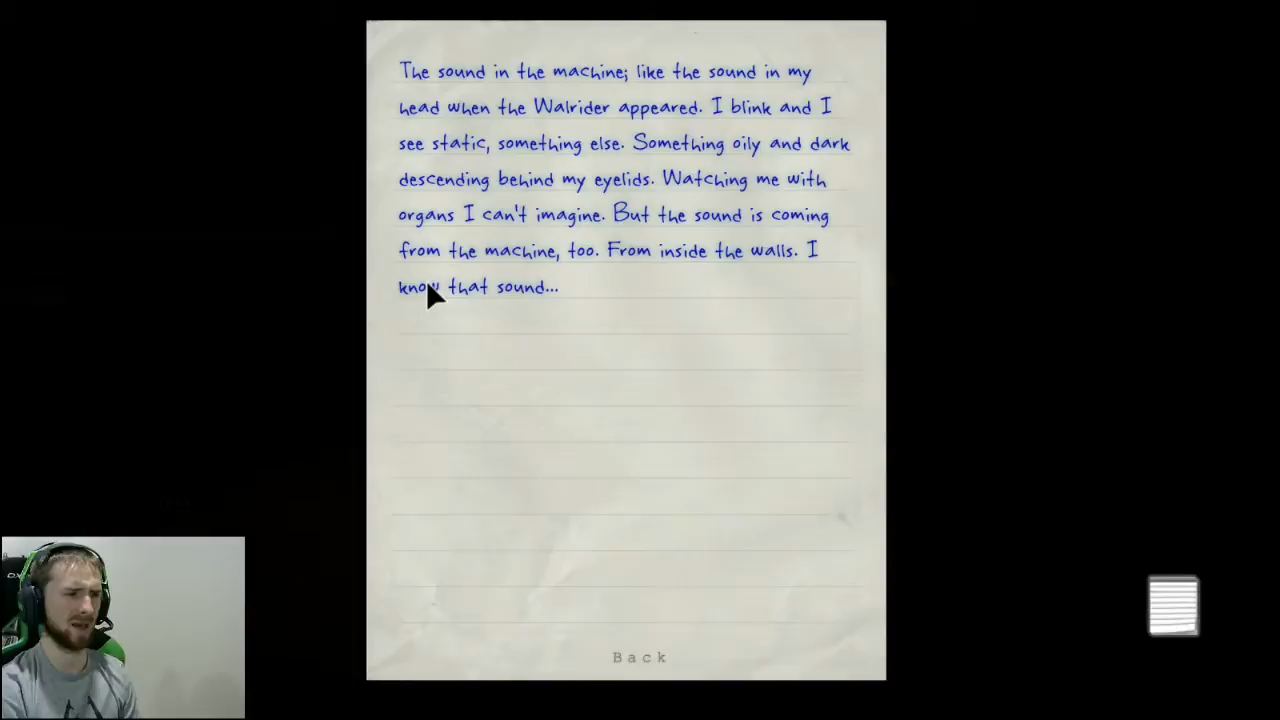 The sound in the machine; like the sound in my
head when the Walrider appeared. I blink and I
see static, something else. Something oily and dark
descending behind my eyelids. Watching me with
organs I can't imagine. But the sound is coming
from the machine, too. From inside the walls. I
know that sound...
Back